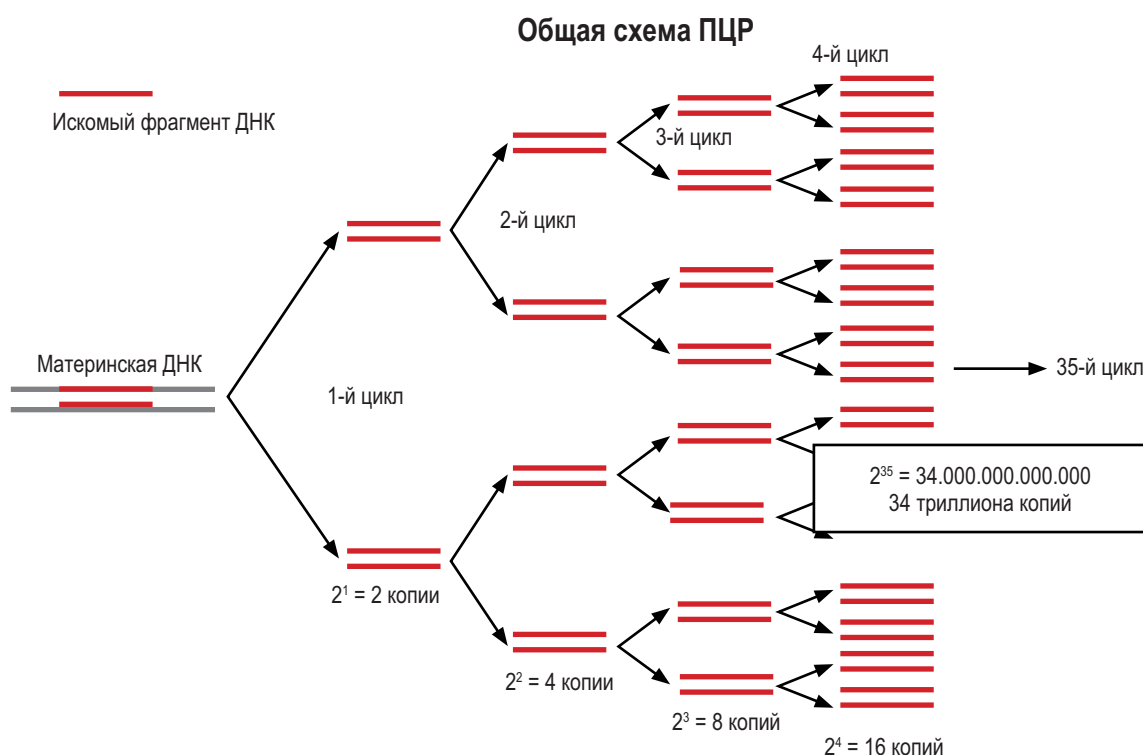 Общая схема ПЦР
4-й цикл
Искомый фрагмент ДНК
3-й цикл
2-й цикл
Материнская ДНК
35-й цикл
1-й цикл
2³⁵ = 34.000.000.000.000
34 триллиона копий
2¹ = 2 копии
2² = 4 копии
2³ = 8 копий
2⁴ = 16 копий